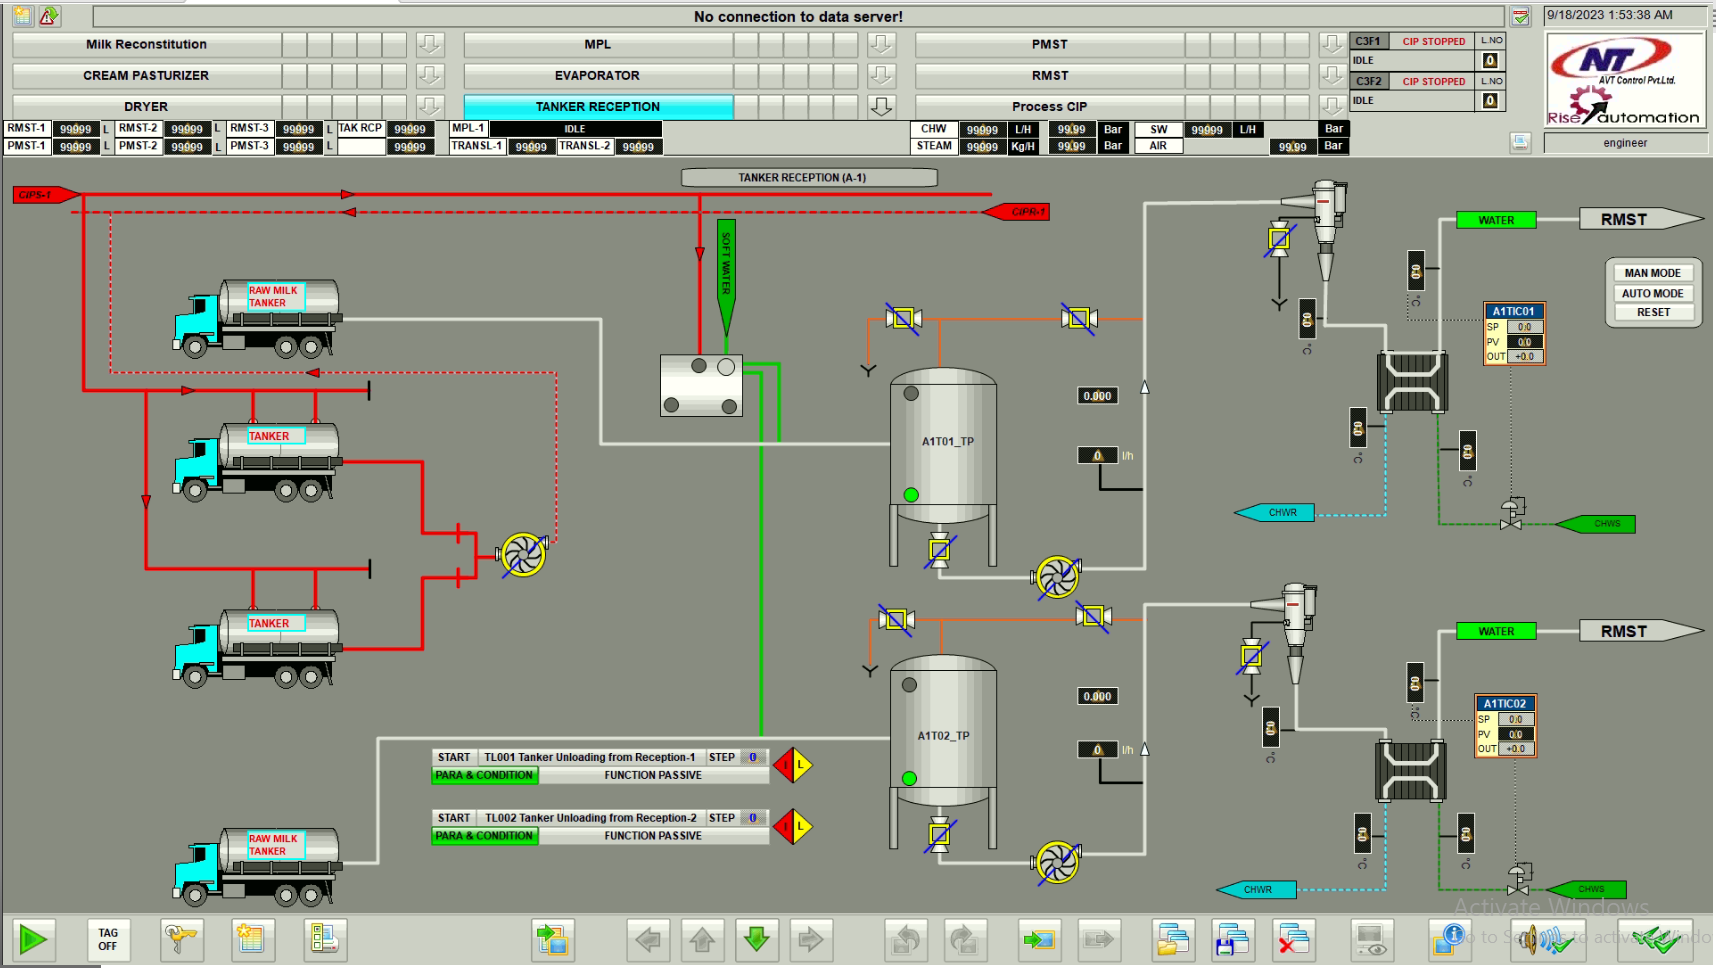 No connection to data server!
9/18/2023 1:53:38 AM
Milk Reconstitution
MPL
PMST
C3F1 CIP STOPPED L NO
IDLE 0
CREAM PASTURIZER
EVAPORATOR
RMST
C3F2 CIP STOPPED L NO
IDLE 0
DRYER
TANKER RECEPTION
Process CIP
NT
AVT Control Pvt.Ltd.
Rise automation
engineer
RMST-1 99999 L RMST-2 99999 L RMST-3 99999 L TAK RCP 99999 MPL-1 IDLE
CHW 99999 L/H 99.99 Bar SW 99999 L/H Bar
PMST-1 99999 L PMST-2 99999 L PMST-3 99999 L 99999 TRANSL-1 99999 TRANSL-2 99999
STEAM 99999 Kg/H 99.99 Bar AIR 99.99 Bar
TANKER RECEPTION (A-1)
CIPS-1
CIPR-1
SOFT WATER
WATER
RMST
RAW MILK
TANKER
MAN MODE
AUTO MODE
RESET
A1TIC01
SP 0.0
PV 0.0
OUT +0.0
°C
°C
°C
°C
0.000
TANKER
A1T01_TP
0 l/h
CHWR
CHWS
TANKER
WATER
RMST
0.000
A1TIC02
SP 0.0
PV 0.0
OUT +0.0
°C
°C
°C
°C
A1T02_TP
0 l/h
START TL001 Tanker Unloading from Reception-1 STEP 0
PARA & CONDITION FUNCTION PASSIVE
I L
START TL002 Tanker Unloading from Reception-2 STEP 0
PARA & CONDITION FUNCTION PASSIVE
I L
RAW MILK
TANKER
CHWR
CHWS
Activate Windows
TAG
OFF